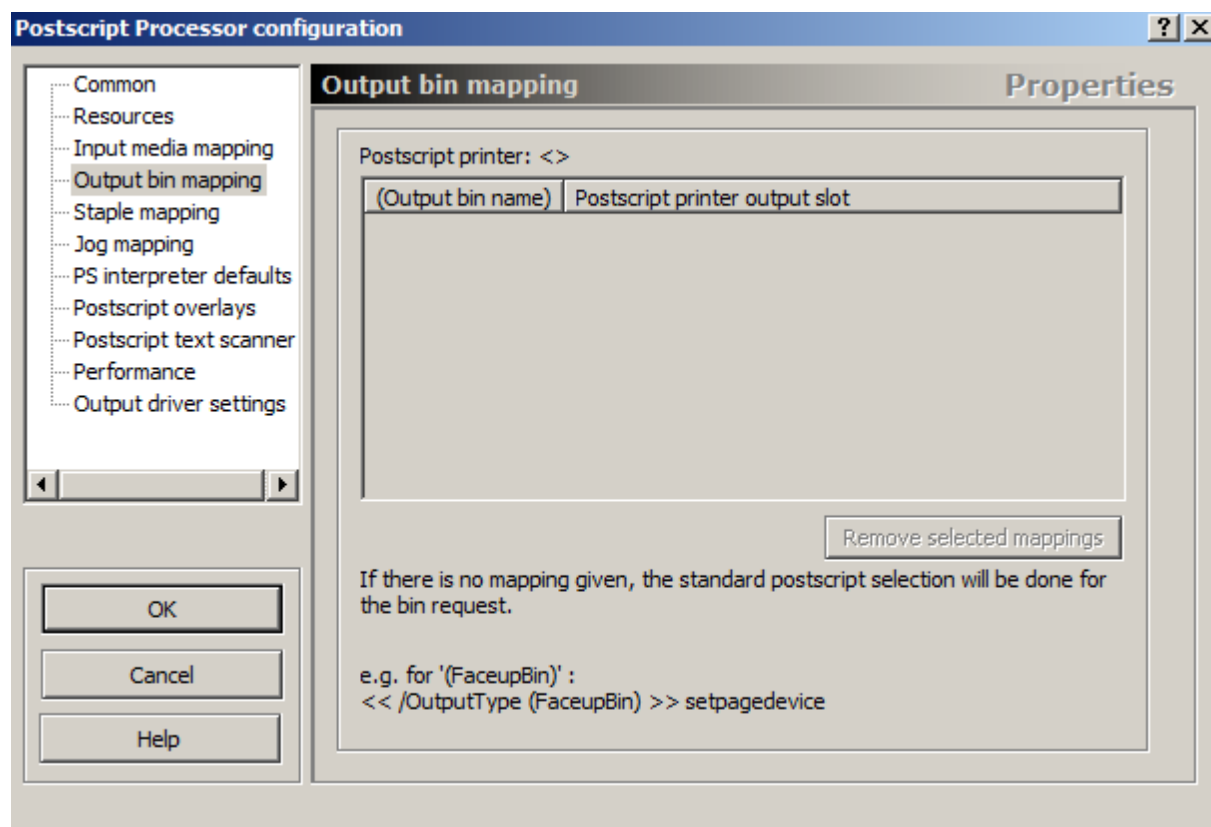 Postscript Processor configuration
? X
Common
Resources
Input media mapping
Output bin mapping
Staple mapping
Jog mapping
PS interpreter defaults
Postscript overlays
Postscript text scanner
Performance
Output driver settings
OK
Cancel
Help
Output bin mapping Properties
Postscript printer: <>
(Output bin name) Postscript printer output slot
Remove selected mappings
If there is no mapping given, the standard postscript selection will be done for
the bin request.
e.g. for '(FaceupBin)' :
<< /OutputType (FaceupBin) >> setpagedevice